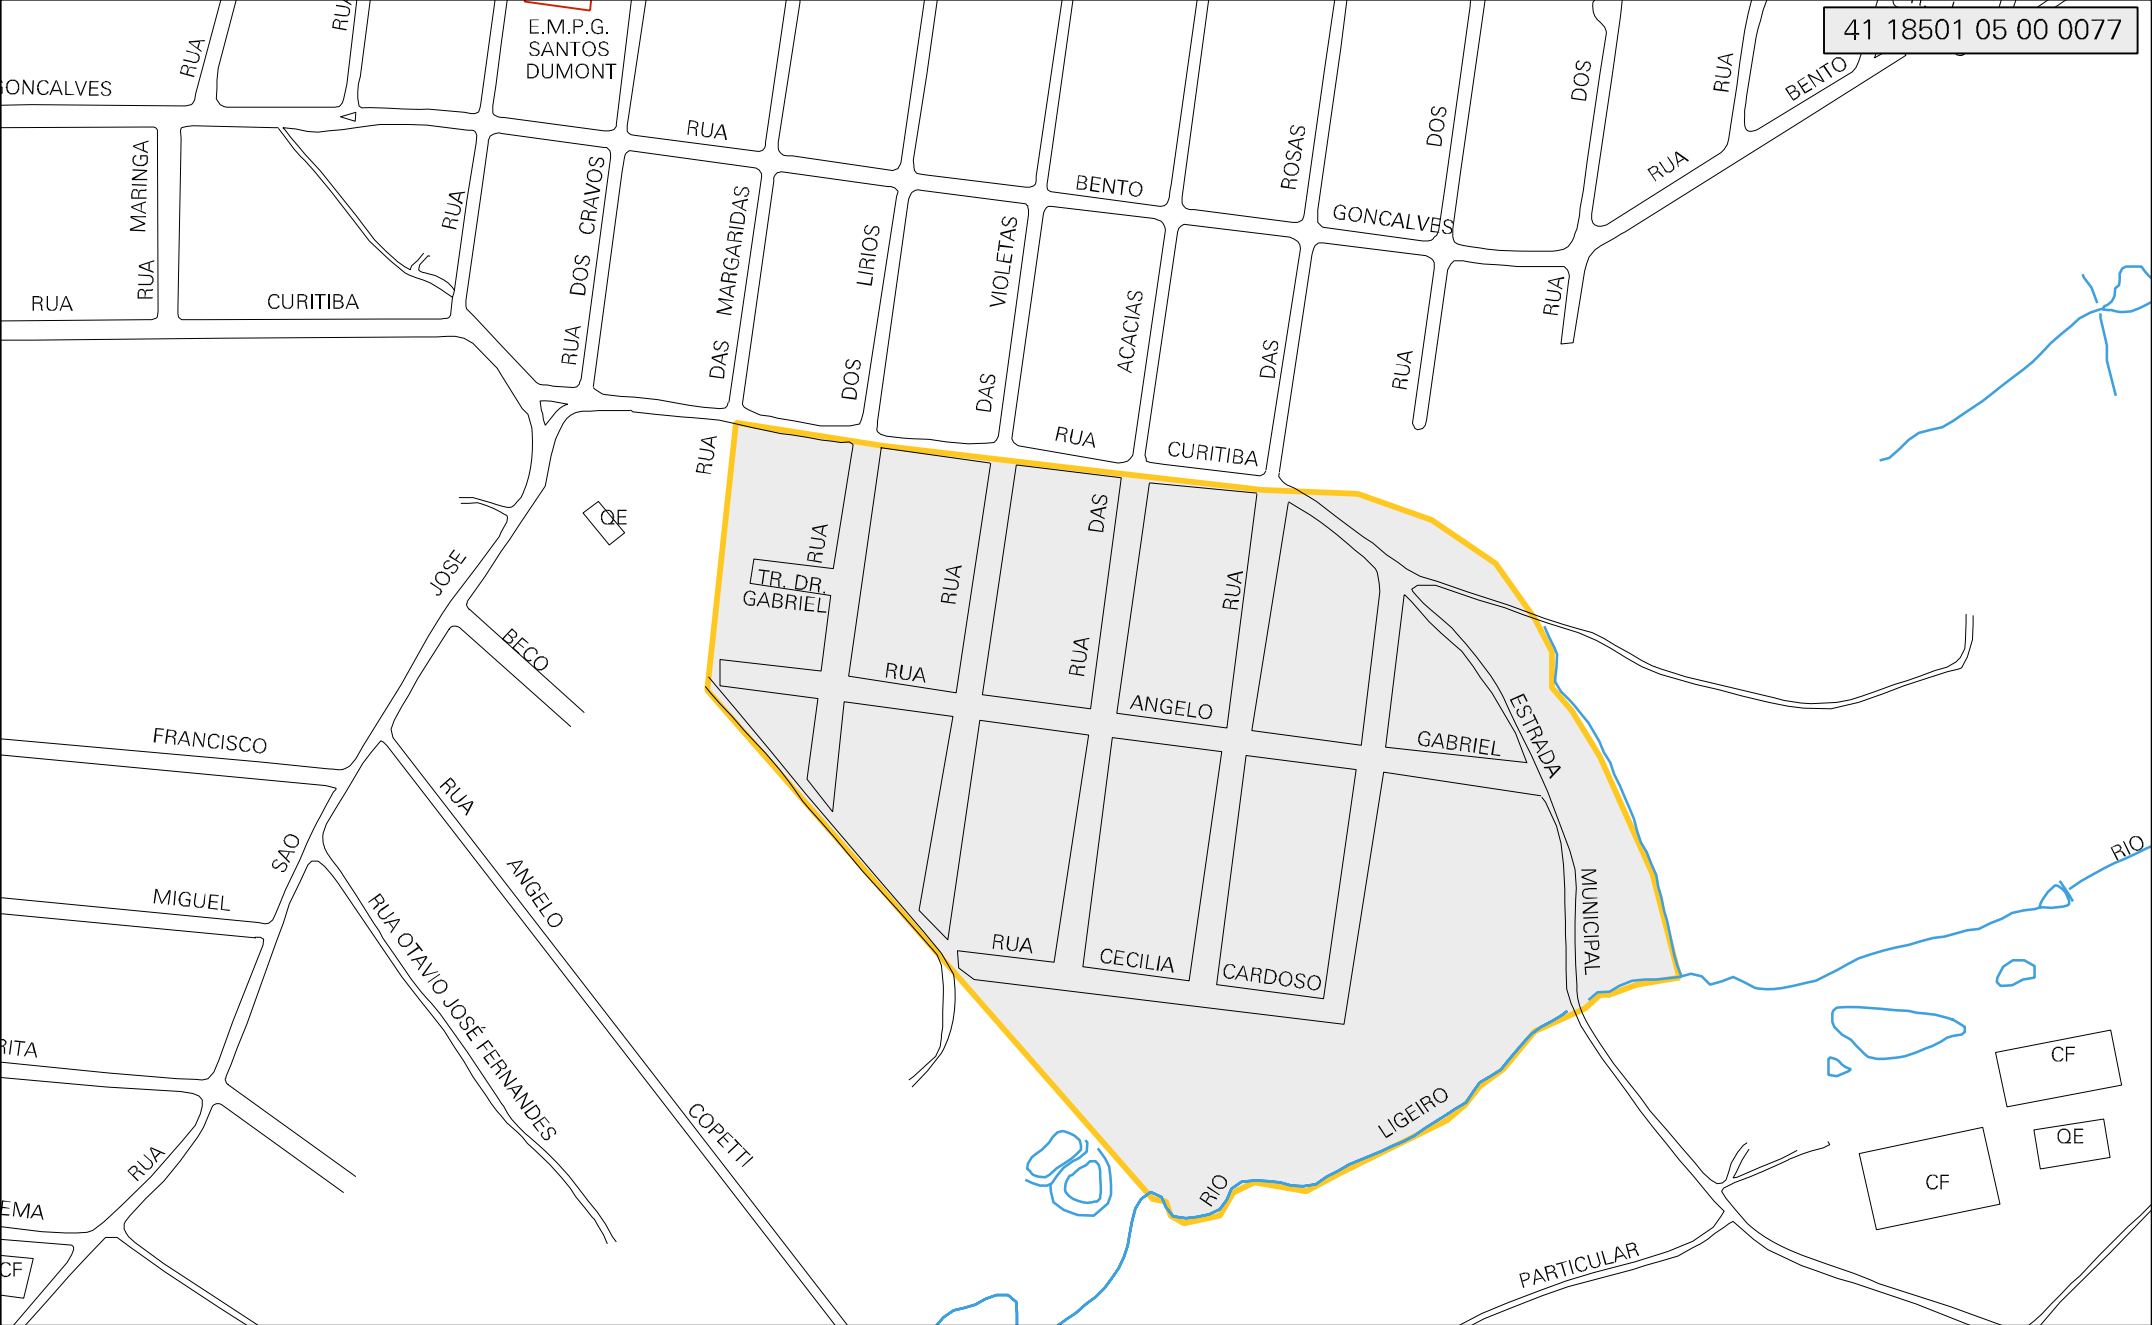 41 18501 05 00 0077
E.M.P.G.
SANTOS
DUMONT
RUA
RUA
RUA
DOS
DOS
BENTO
ONCALVES
RUA
RUA
BENTO
GONCALVES
ROSAS
RUA MARINGA
RUA
RUA DOS CRAVOS
DAS MARGARIDAS
DOS LIRIOS
DAS VIOLETAS
ACACIAS
DAS
RUA
RUA
RUA CURITIBA
RUA CURITIBA
RUA
QE
JOSE
BECO
RUA
TR. DR.
GABRIEL
RUA
DAS
RUA
RUA
RUA ANGELO GABRIEL
ESTRADA MUNICIPAL
FRANCISCO
RUA ANGELO COPETTI
SAO
MIGUEL
RUA OTAVIO JOSÉ FERNANDES
RUA CECILIA CARDOSO
RIO
RITA
RUA
EMA
CF
RIO LIGEIRO
CF
QE
CF
PARTICULAR